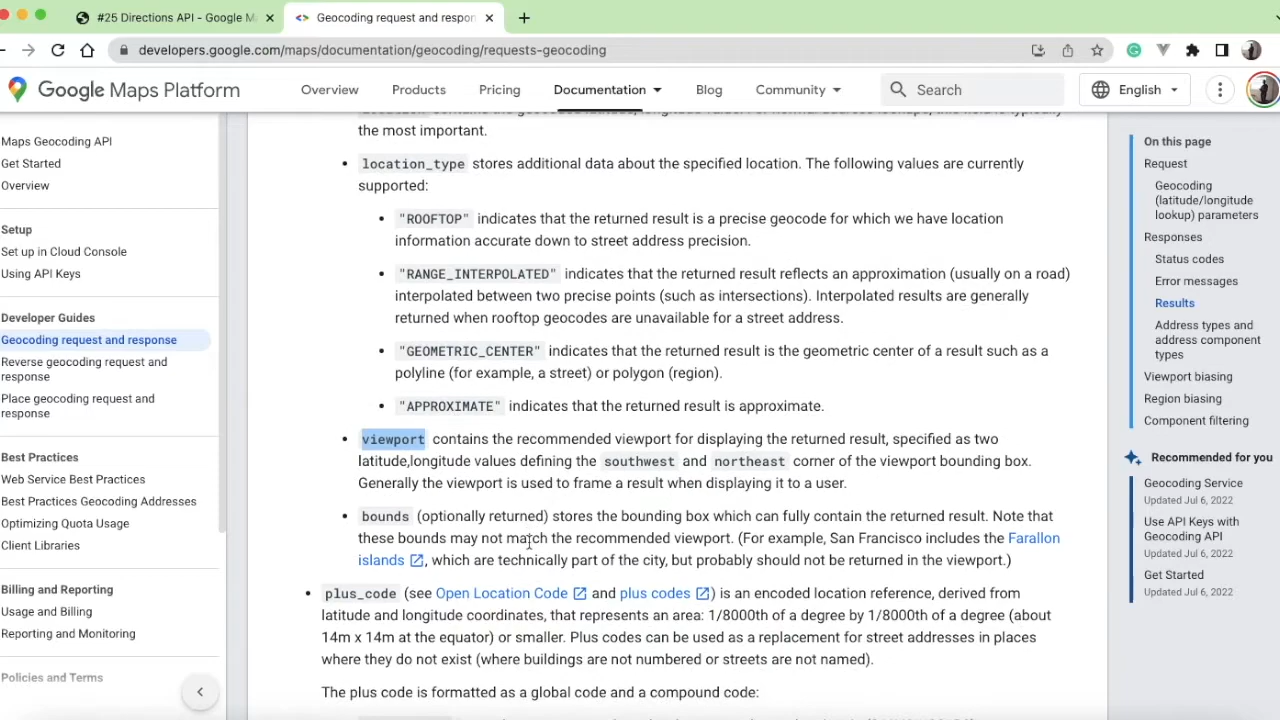 #25 Directions API - Google M
Geocoding request and respon
developers.google.com/maps/documentation/geocoding/requests-geocoding
Google Maps Platform
Overview
Products
Pricing
Documentation
Blog
Community
Search
English
Maps Geocoding API
Get Started
Overview
Setup
Set up in Cloud Console
Using API Keys
Developer Guides
Geocoding request and response
Reverse geocoding request and
response
Place geocoding request and
response
Best Practices
Web Service Best Practices
Best Practices Geocoding Addresses
Optimizing Quota Usage
Client Libraries
Billing and Reporting
Usage and Billing
Reporting and Monitoring
Policies and Terms
the most important.
• location_type stores additional data about the specified location. The following values are currently
supported:
• "ROOFTOP" indicates that the returned result is a precise geocode for which we have location
information accurate down to street address precision.
• "RANGE_INTERPOLATED" indicates that the returned result reflects an approximation (usually on a road)
interpolated between two precise points (such as intersections). Interpolated results are generally
returned when rooftop geocodes are unavailable for a street address.
• "GEOMETRIC_CENTER" indicates that the returned result is the geometric center of a result such as a
polyline (for example, a street) or polygon (region).
• "APPROXIMATE" indicates that the returned result is approximate.
• viewport contains the recommended viewport for displaying the returned result, specified as two
latitude,longitude values defining the southwest and northeast corner of the viewport bounding box.
Generally the viewport is used to frame a result when displaying it to a user.
• bounds (optionally returned) stores the bounding box which can fully contain the returned result. Note that
these bounds may not match the recommended viewport. (For example, San Francisco includes the Farallon
islands, which are technically part of the city, but probably should not be returned in the viewport.)
• plus_code (see Open Location Code and plus codes) is an encoded location reference, derived from
latitude and longitude coordinates, that represents an area: 1/8000th of a degree by 1/8000th of a degree (about
14m x 14m at the equator) or smaller. Plus codes can be used as a replacement for street addresses in places
where they do not exist (where buildings are not numbered or streets are not named).
The plus code is formatted as a global code and a compound code:
On this page
Request
Geocoding
(latitude/longitude
lookup) parameters
Responses
Status codes
Error messages
Results
Address types and
address component
types
Viewport biasing
Region biasing
Component filtering
Recommended for you
Geocoding Service
Updated Jul 6, 2022
Use API Keys with
Geocoding API
Updated Jul 6, 2022
Get Started
Updated Jul 6, 2022